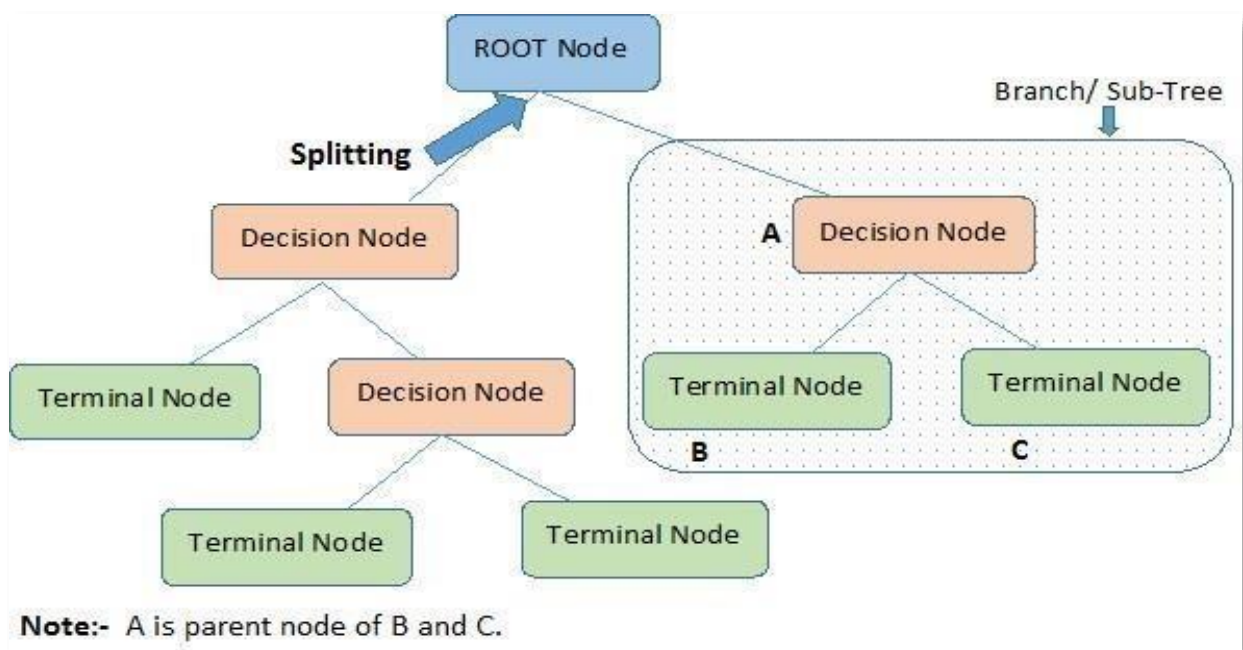 ROOT Node
Branch/ Sub-Tree
Splitting
Decision Node
A
Decision Node
Terminal Node
Decision Node
Terminal Node
Terminal Node
B
C
Terminal Node
Terminal Node
Note:- A is parent node of B and C.